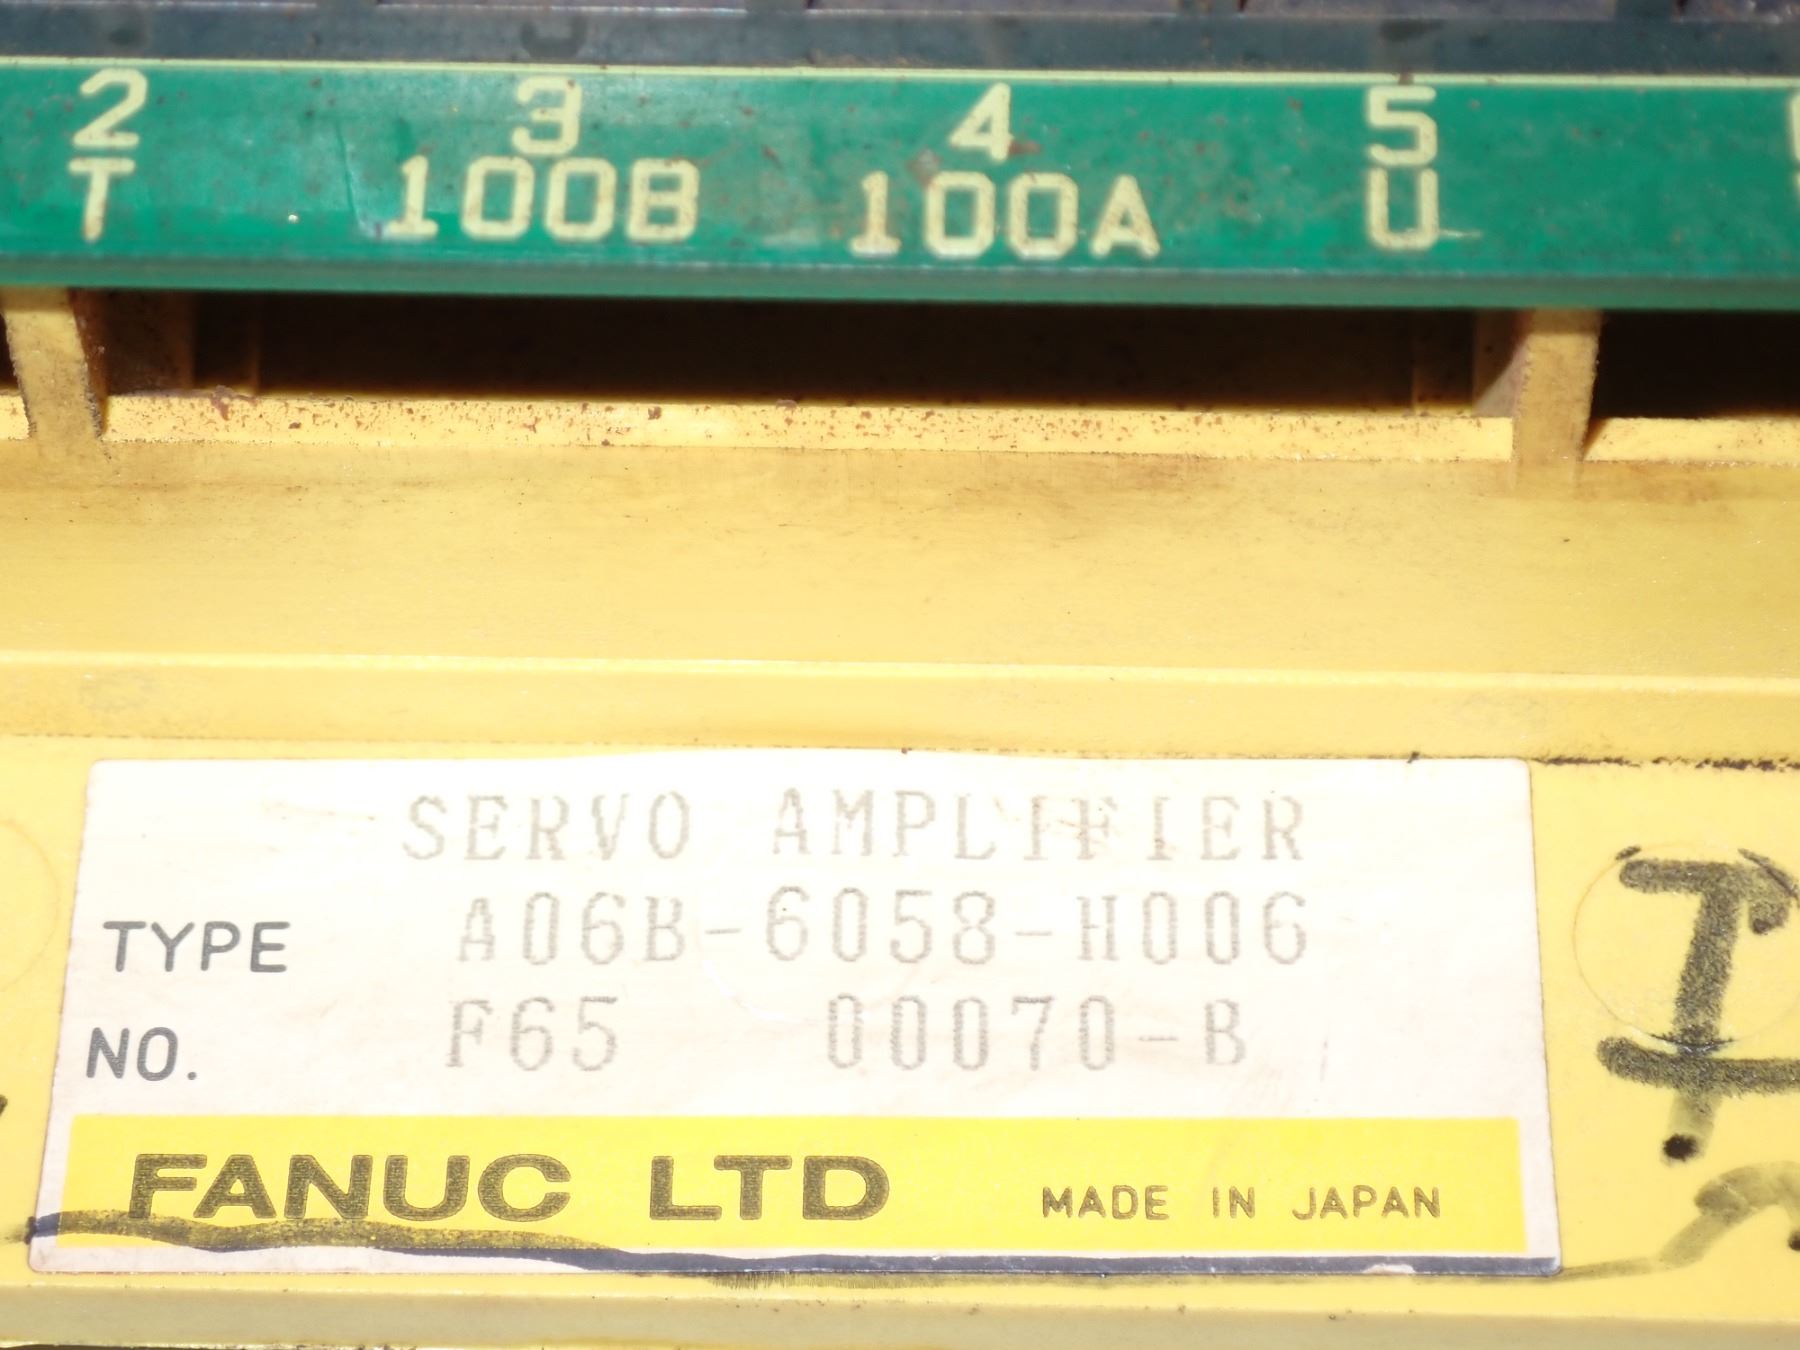 2 3 4 5
T 100B 100A U
SERVO AMPLIFIER
TYPE A06B-6058-H006
NO. F65 00070-B
FANUC LTD MADE IN JAPAN